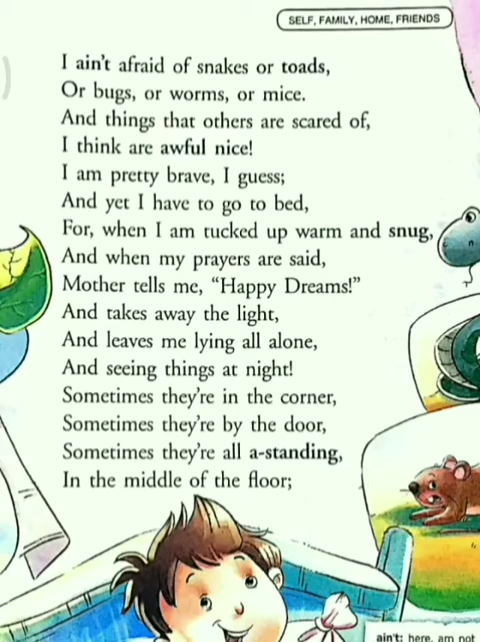 SELF, FAMILY, HOME, FRIENDS
I ain't afraid of snakes or toads,
Or bugs, or worms, or mice.
And things that others are scared of,
I think are awful nice!
I am pretty brave, I guess;
And yet I have to go to bed,
For, when I am tucked up warm and snug,
And when my prayers are said,
Mother tells me, “Happy Dreams!”
And takes away the light,
And leaves me lying all alone,
And seeing things at night!
Sometimes they're in the corner,
Sometimes they're by the door,
Sometimes they're all a-standing,
In the middle of the floor;
ain't: here, am not